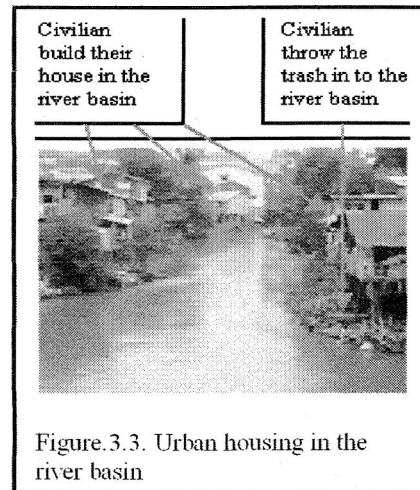 Civilian
build their
house in the
river basin
Civilian
throw the
trash in to the
river basin
Figure.3.3. Urban housing in the
river basin